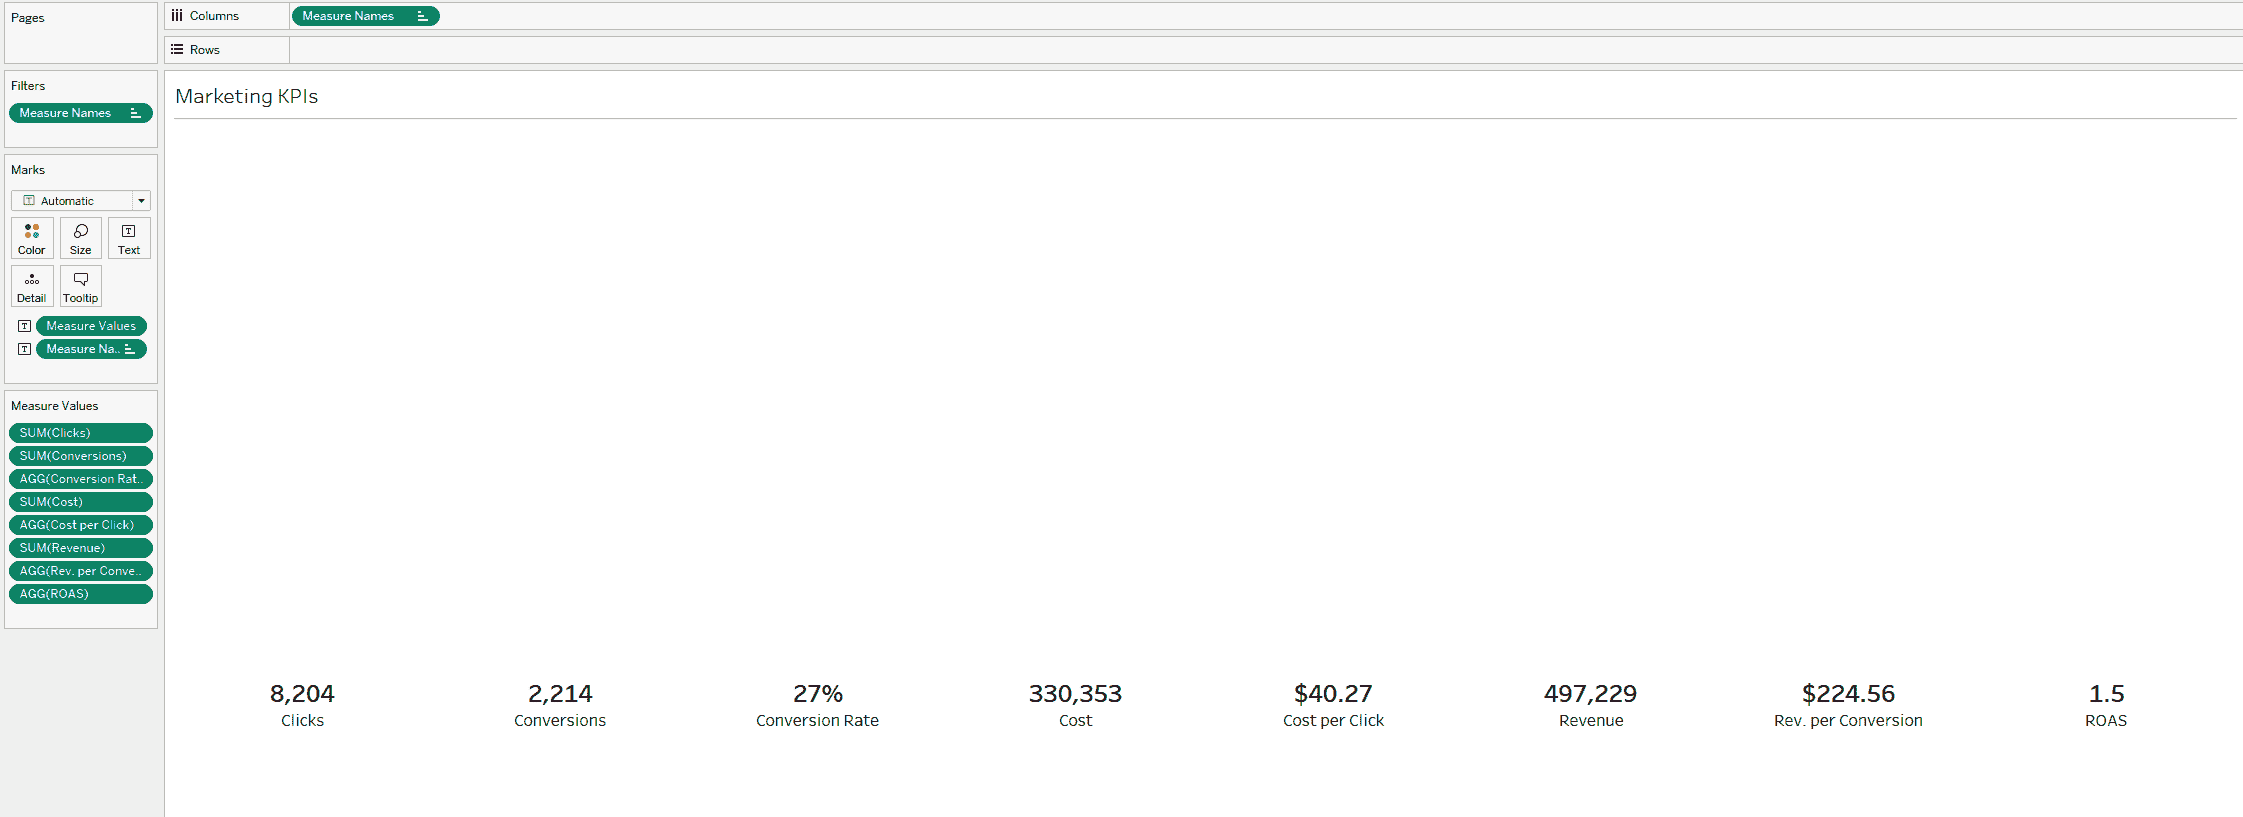 Pages
Columns
Measure Names
Rows
Filters
Measure Names
Marks
Automatic
Color
Size
Text
Detail
Tooltip
Measure Values
Measure Na..
Measure Values
SUM(Clicks)
SUM(Conversions)
AGG(Conversion Rat..
SUM(Cost)
AGG(Cost per Click)
SUM(Revenue)
AGG(Rev. per Conve..
AGG(ROAS)
Marketing KPIs
8,204 2,214 27% 330,353 $40.27 497,229 $224.56 1.5
Clicks Conversions Conversion Rate Cost Cost per Click Revenue Rev. per Conversion ROAS